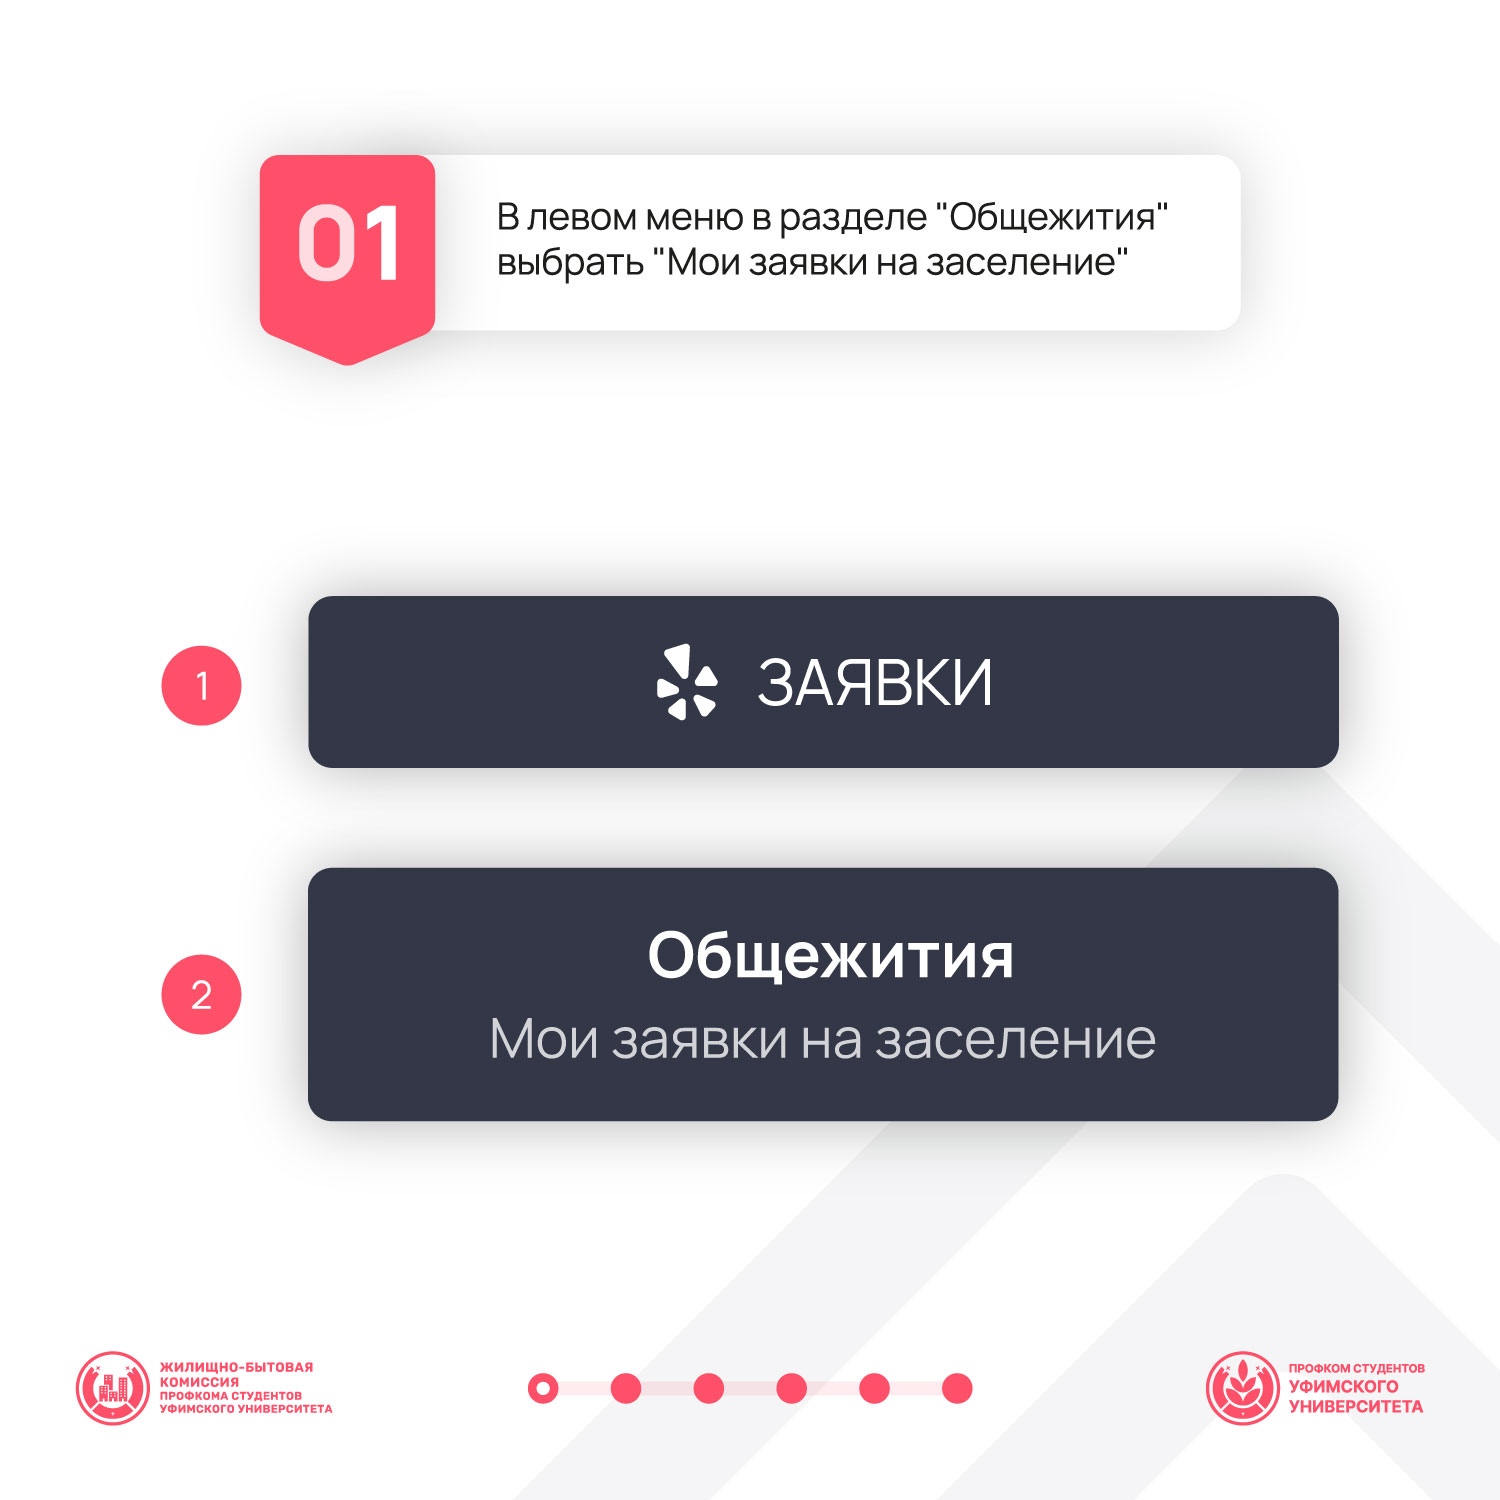 01
В левом меню в разделе "Общежития"
выбрать "Мои заявки на заселение"
1
ЗАЯВКИ
2
Общежития
Мои заявки на заселение
ЖИЛИЩНО-БЫТОВАЯ
КОМИССИЯ
ПРОФКОМА СТУДЕНТОВ
УФИМСКОГО УНИВЕРСИТЕТА
ПРОФКОМ СТУДЕНТОВ
УФИМСКОГО
УНИВЕРСИТЕТА